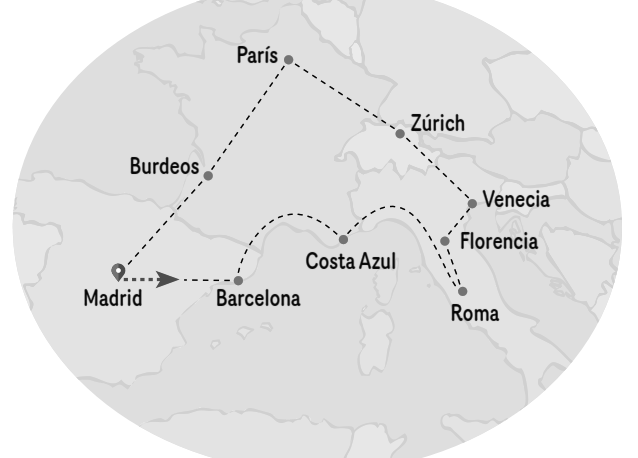 París
Zúrich
Burdeos
Venecia
Florencia
Costa Azul
Madrid
Barcelona
Roma